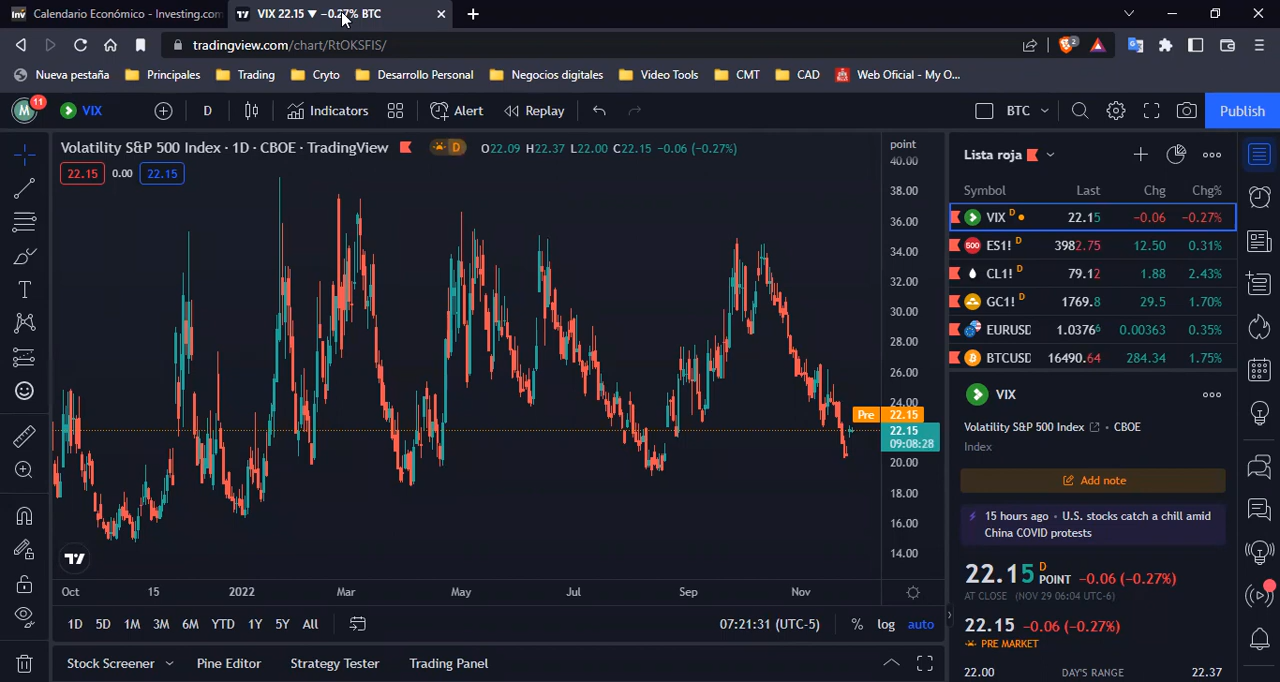 Calendario Económico - Investing.com
VIX 22.15 ▼ −0.27% BTC
tradingview.com/chart/RtOKSFIS/
2
Nueva pestaña Principales Trading Cryto Desarrollo Personal Negocios digitales Video Tools CMT CAD Web Oficial - My O...
M 11 VIX D Indicators Alert Replay BTC Publish
Volatility S&P 500 Index · 1D · CBOE · TradingView D O22.09 H22.37 L22.00 C22.15 −0.06 (−0.27%)
22.15 0.00 22.15
point
40.00
38.00
36.00
34.00
32.00
30.00
28.00
26.00
24.00
Pre 22.15
22.15
09:08:28
20.00
18.00
16.00
14.00
Oct 15 2022 Mar May Jul Sep Nov
1D 5D 1M 3M 6M YTD 1Y 5Y All 07:21:31 (UTC-5) % log auto
Stock Screener Pine Editor Strategy Tester Trading Panel
Lista roja
Symbol Last Chg Chg%
VIX D 22.15 −0.06 −0.27%
500 ES1! D 3982.75 12.50 0.31%
CL1! D 79.12 1.88 2.43%
GC1! D 1769.8 29.5 1.70%
EURUSD 1.03766 0.00363 0.35%
BTCUSD 16490.64 284.34 1.75%
VIX
Volatility S&P 500 Index · CBOE
Index
Add note
15 hours ago · U.S. stocks catch a chill amid
China COVID protests
22.15 D POINT −0.06 (−0.27%)
AT CLOSE (NOV 29 06:04 UTC-6)
22.15 −0.06 (−0.27%)
PRE MARKET
22.00 DAY'S RANGE 22.37